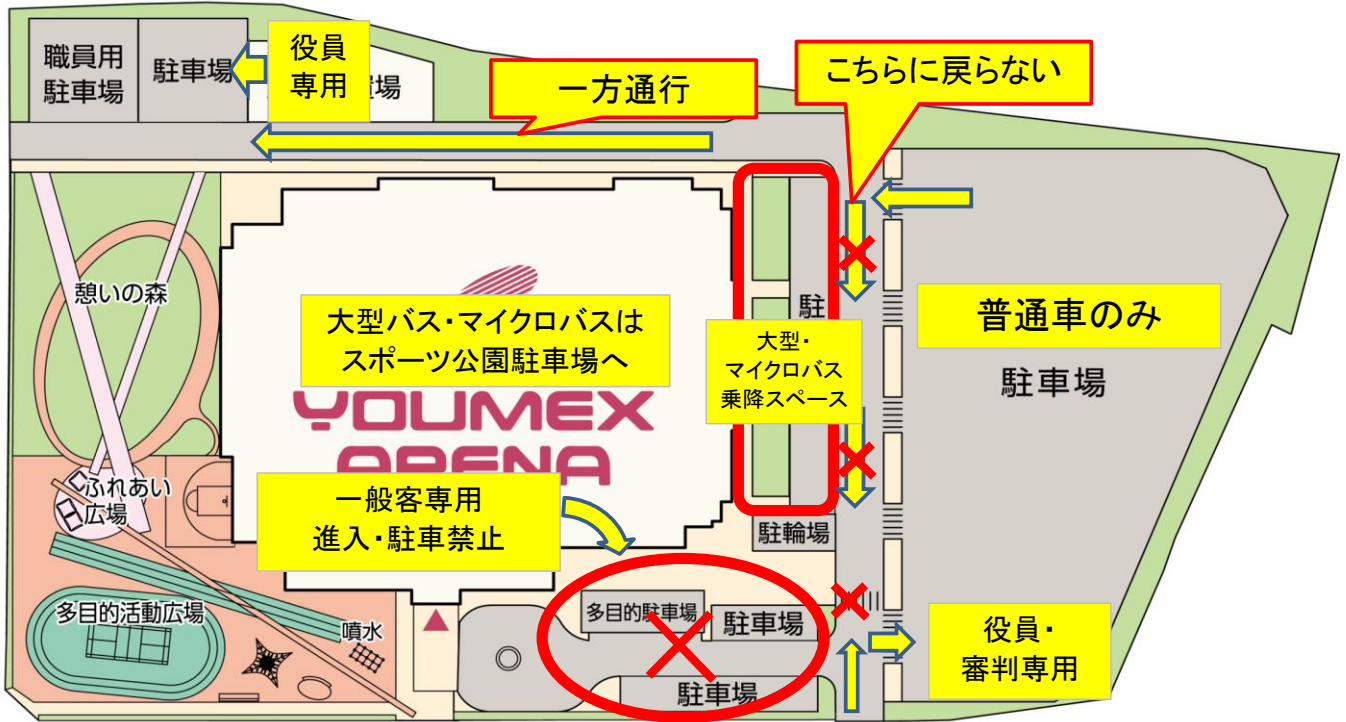 職員用
駐車場
駐車場
役員
専用
場
一方通行
こちらに戻らない
憩いの森
大型バス・マイクロバスは
スポーツ公園駐車場へ
YOUMEX
ARENA
駐
大型・
マイクロバス
乗降スペース
普通車のみ
駐車場
ふれあい
広場
一般客専用
進入・駐車禁止
駐輪場
多目的活動広場
噴水
多目的駐車場
駐車場
駐車場
役員・
審判専用